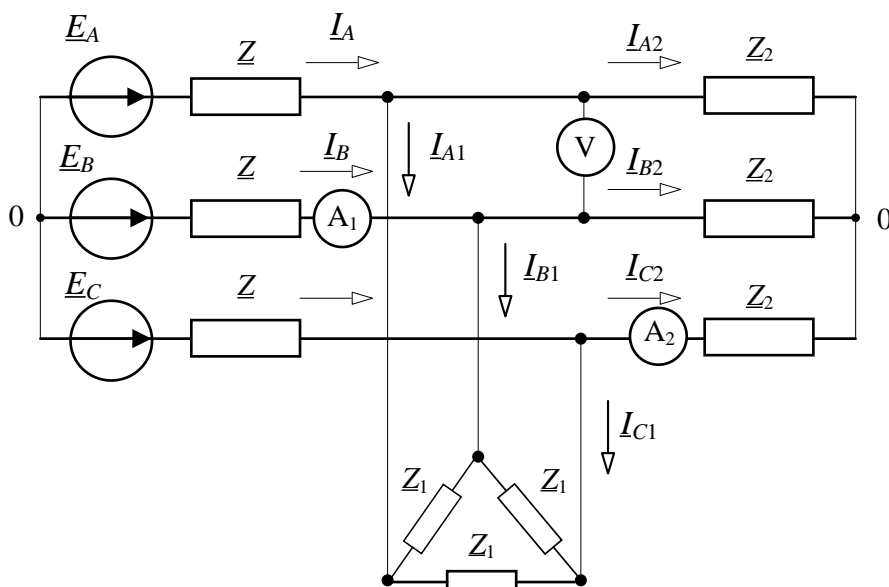 E_A Z I_A I_A2 Z_2
V
E_B Z I_B I_A1 I_B2 Z_2
0 A_1 0
E_C Z I_B1 I_C2 Z_2
A_2
I_C1
Z_1 Z_1
Z_1